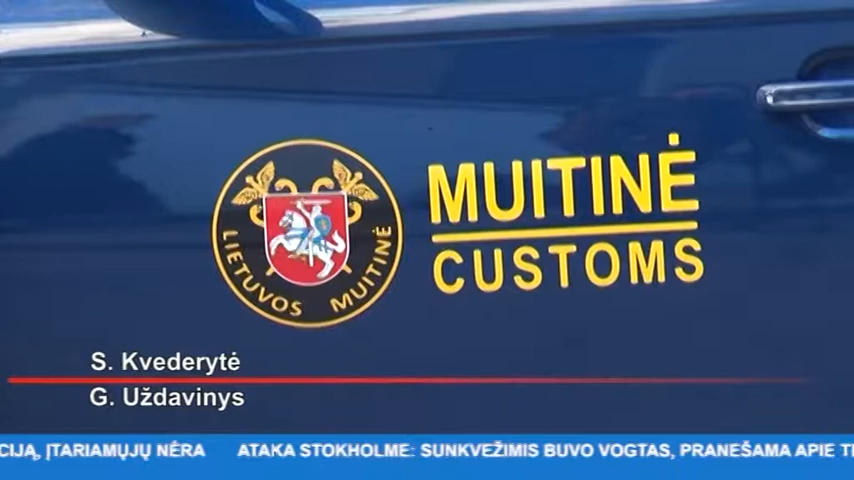 MUITINĖ
CUSTOMS
LIETUVOS MUITINĖ
S. Kvederytė
G. Uždavinys
CIJĄ, ĮTARIAMŲJŲ NĖRA ATAKA STOKHOLME: SUNKVEŽIMIS BUVO VOGTAS, PRANEŠAMA APIE